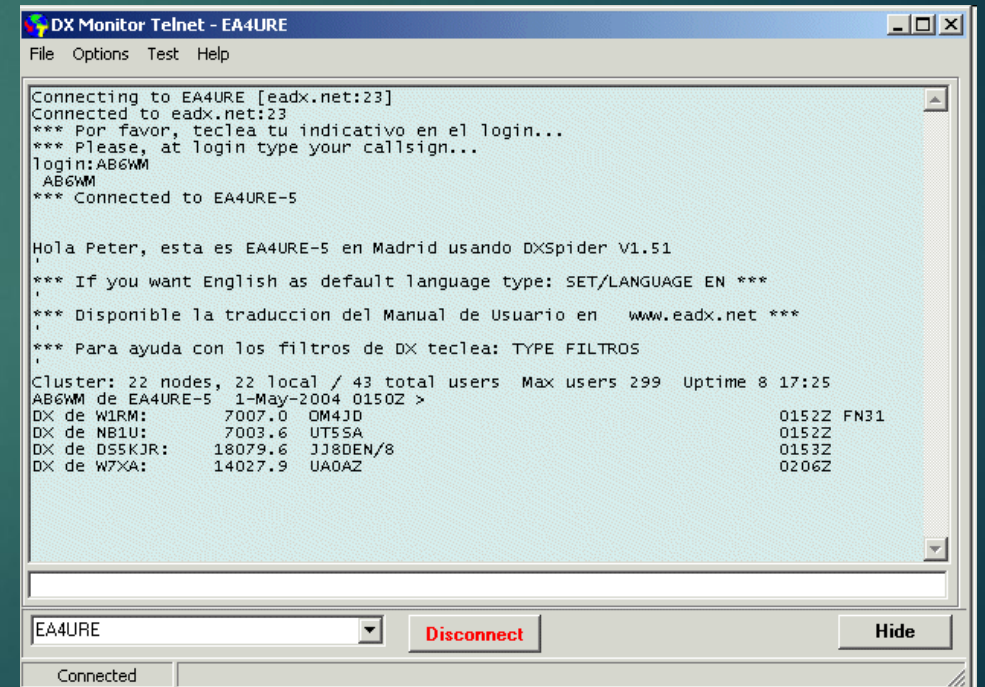 DX Monitor Telnet - EA4URE
File Options Test Help
Connecting to EA4URE [eadx.net:23]
Connected to eadx.net:23
*** Por favor, teclea tu indicativo en el login...
*** Please, at login type your callsign...
login:AB6WM
AB6WM
*** Connected to EA4URE-5
Hola Peter, esta es EA4URE-5 en Madrid usando DXSpider V1.51
'
*** If you want English as default language type: SET/LANGUAGE EN ***
'
*** Disponible la traduccion del Manual de Usuario en www.eadx.net ***
'
*** Para ayuda con los filtros de DX teclea: TYPE FILTROS
'
Cluster: 22 nodes, 22 local / 43 total users Max users 299 Uptime 8 17:25
AB6WM de EA4URE-5 1-May-2004 0150Z >
DX de W1RM: 7007.0 OM4JD 0152Z FN31
DX de NB1U: 7003.6 UT5SA 0152Z
DX de DS5KJR: 18079.6 JJ8DEN/8 0153Z
DX de W7XA: 14027.9 UA0AZ 0206Z
EA4URE
Disconnect
Hide
Connected